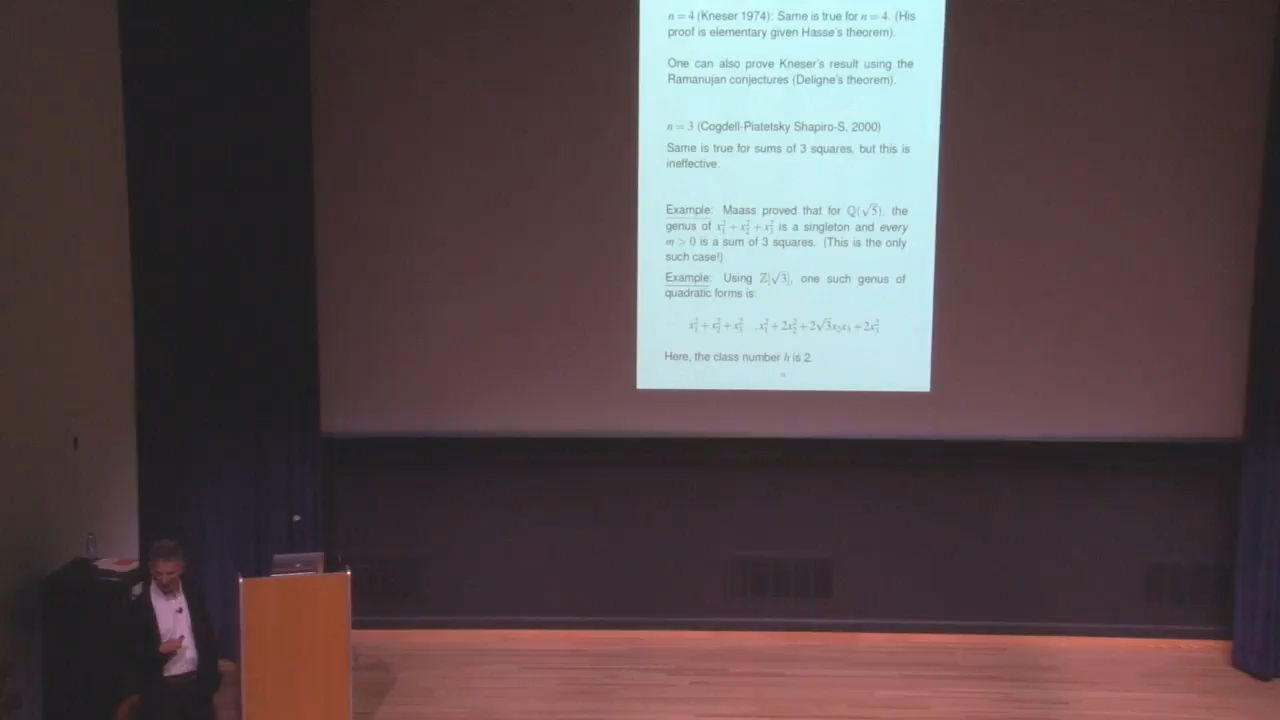 n = 4 (Kneser 1974): Same is true for n = 4. (His
proof is elementary given Hasse's theorem).
One can also prove Kneser's result using the
Ramanujan conjectures (Deligne's theorem).
n = 3 (Cogdell-Piatetsky Shapiro-S, 2000)
Same is true for sums of 3 squares, but this is
ineffective.
Example: Maass proved that for ℚ(√5), the
genus of x₁² + x₂² + x₃² is a singleton and every
m > 0 is a sum of 3 squares. (This is the only
such case!)
Example: Using ℤ[√3], one such genus of
quadratic forms is:
x₁² + x₂² + x₃² , x₁² + 2x₂² + 2√3x₂x₃ + 2x₃²
Here, the class number h is 2.